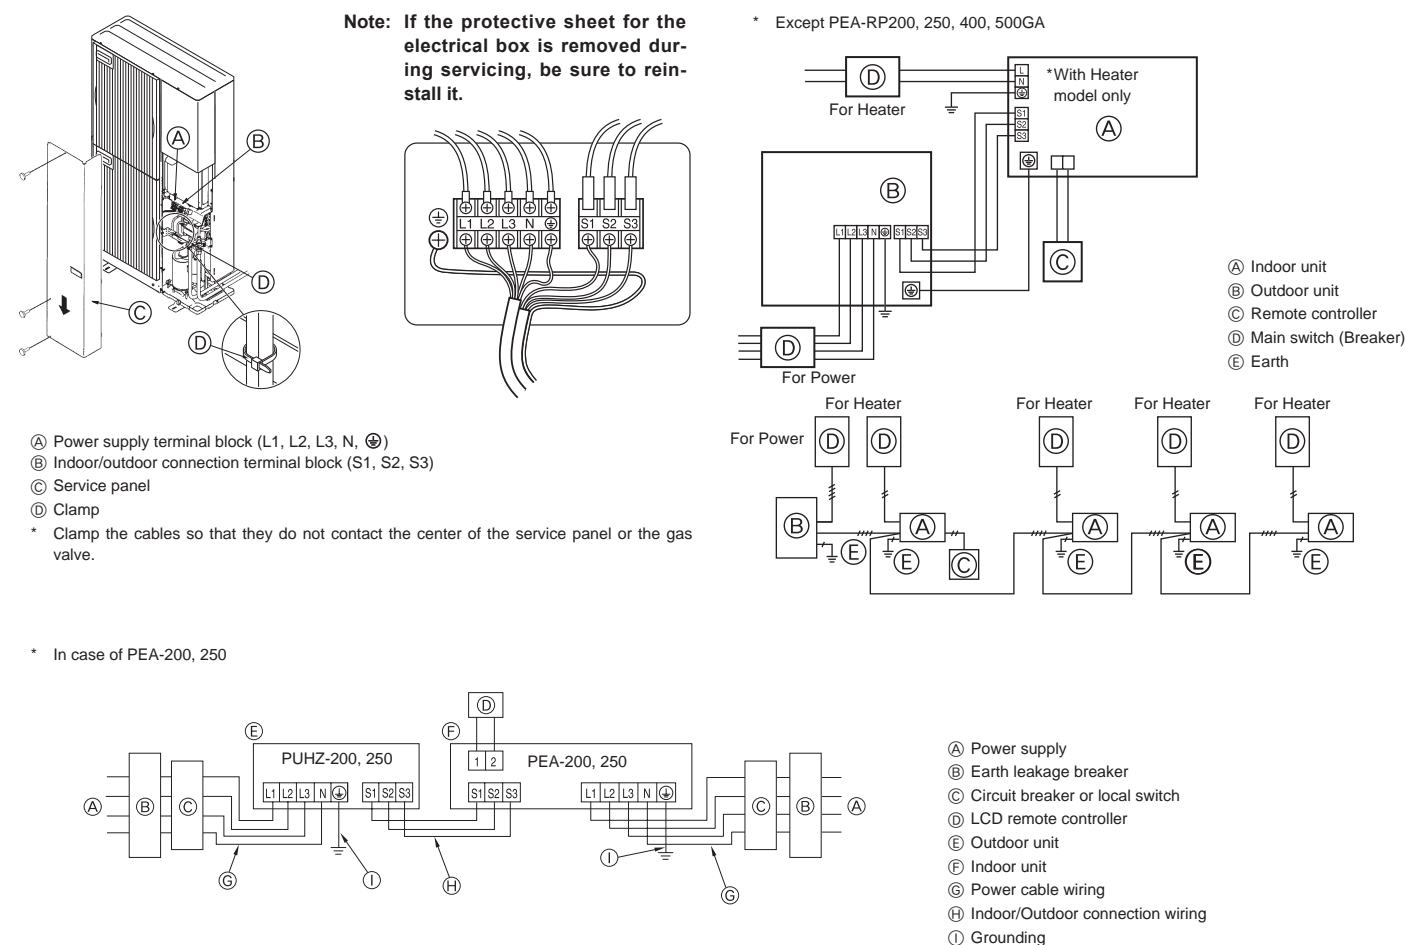 A
B
D
C
D
Note: If the protective sheet for the
electrical box is removed dur-
ing servicing, be sure to rein-
stall it.
L1 L2 L3 N S1 S2 S3
Ⓐ Power supply terminal block (L1, L2, L3, N, ⏚)
Ⓑ Indoor/outdoor connection terminal block (S1, S2, S3)
Ⓒ Service panel
Ⓓ Clamp
* Clamp the cables so that they do not contact the center of the service panel or the gas
valve.
* Except PEA-RP200, 250, 400, 500GA
D
For Heater
L
N
*With Heater
model only
A
S1
S2
S3
B
L1 L2 L3 N S1 S2 S3
C
D
For Power
Ⓐ Indoor unit
Ⓑ Outdoor unit
Ⓒ Remote controller
Ⓓ Main switch (Breaker)
Ⓔ Earth
For Heater For Heater For Heater For Heater
For Power D D D D D
B A A A A
E E C E E E
* In case of PEA-200, 250
D
E F
PUHZ-200, 250 1 2 PEA-200, 250
L1 L2 L3 N S1 S2 S3 S1 S2 S3 L1 L2 L3 N
A B C C B A
G I H I G
Ⓐ Power supply
Ⓑ Earth leakage breaker
Ⓒ Circuit breaker or local switch
Ⓓ LCD remote controller
Ⓔ Outdoor unit
Ⓕ Indoor unit
Ⓖ Power cable wiring
Ⓗ Indoor/Outdoor connection wiring
Ⓘ Grounding